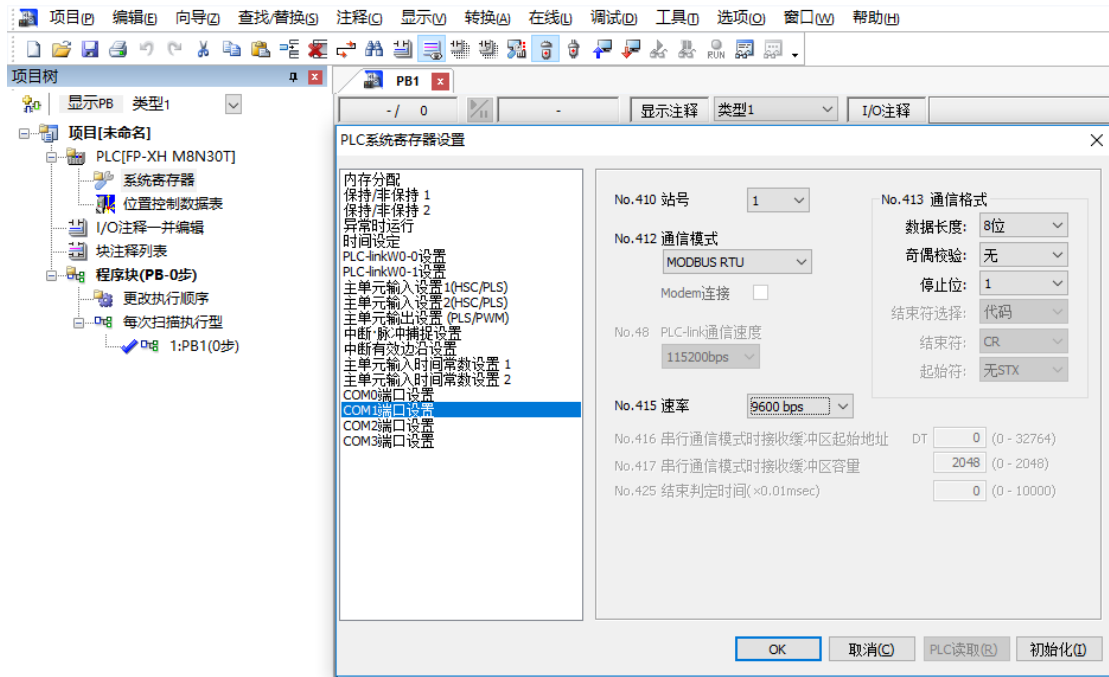 项目(P) 编辑(E) 向导(Z) 查找/替换(S) 注释(C) 显示(V) 转换(A) 在线(L) 调试(D) 工具(T) 选项(O) 窗口(W) 帮助(H)
RUN
项目树
PB1
显示PB 类型1
- / 0 - 显示注释 类型1 I/O注释
项目[未命名]
PLC[FP-XH M8N30T]
系统寄存器
位置控制数据表
I/O注释一并编辑
块注释列表
程序块(PB-0步)
更改执行顺序
每次扫描执行型
1:PB1(0步)
PLC系统寄存器设置
内存分配
保持/非保持 1
保持/非保持 2
异常时运行
时间设定
PLC-linkW0-0设置
PLC-linkW0-1设置
主单元输入设置1(HSC/PLS)
主单元输入设置2(HSC/PLS)
主单元输出设置 (PLS/PWM)
中断·脉冲捕捉设置
中断有效边沿设置
主单元输入时间常数设置 1
主单元输入时间常数设置 2
COM0端口设置
COM1端口设置
COM2端口设置
COM3端口设置
No.410 站号 1
No.412 通信模式
MODBUS RTU
Modem连接
No.48 PLC-link通信速度
115200bps
No.413 通信格式
数据长度: 8位
奇偶校验: 无
停止位: 1
结束符选择: 代码
结束符: CR
起始符: 无STX
No.415 速率 9600 bps
No.416 串行通信模式时接收缓冲区起始地址 DT 0 (0 - 32764)
No.417 串行通信模式时接收缓冲区容量 2048 (0 - 2048)
No.425 结束判定时间(×0.01msec) 0 (0 - 10000)
OK 取消(C) PLC读取(R) 初始化(I)